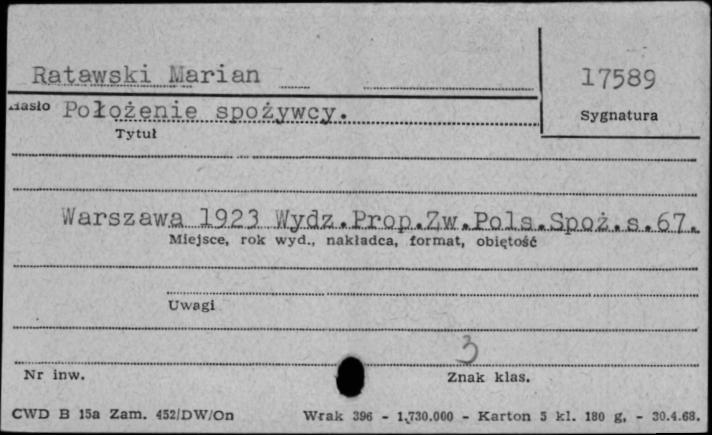 Ratawski Marian
17589
Hasło Położenie spożywcy.
Sygnatura
Tytuł
Warszawa 1923 Wydz.Prop.Zw.Pols.Spoż.s.67.
Miejsce, rok wyd., nakładca, format, objętość
Uwagi
3
Nr inw.
Znak klas.
CWD B 15a Zam. 452/DW/On Wrak 396 - 1.730.000 - Karton 5 kl. 180 g. - 30.4.68.